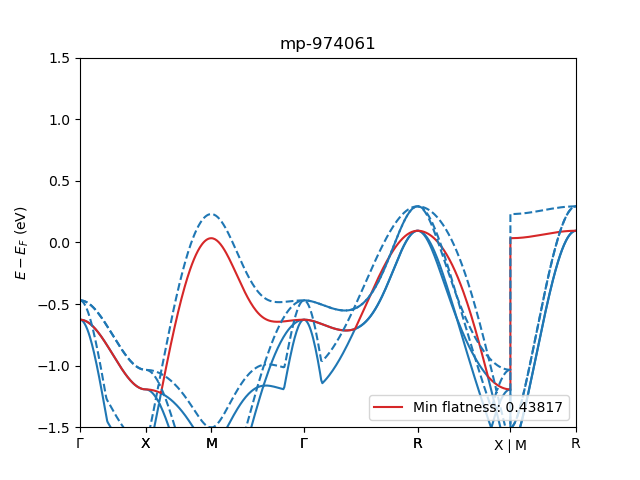 mp-974061
E − E_F (eV)
1.5
1.0
0.5
0.0
−0.5
−1.0
−1.5
Min flatness: 0.43817
Γ X M Γ R X | M R